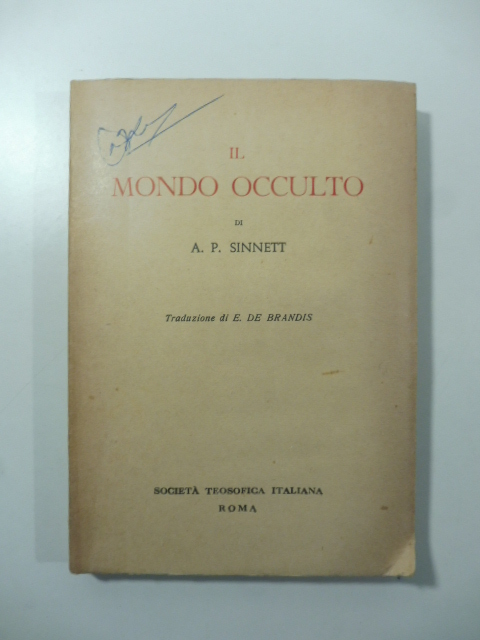 IL
MONDO OCCULTO
DI
A. P. SINNETT
Traduzione di E. DE BRANDIS
SOCIETÀ TEOSOFICA ITALIANA
ROMA